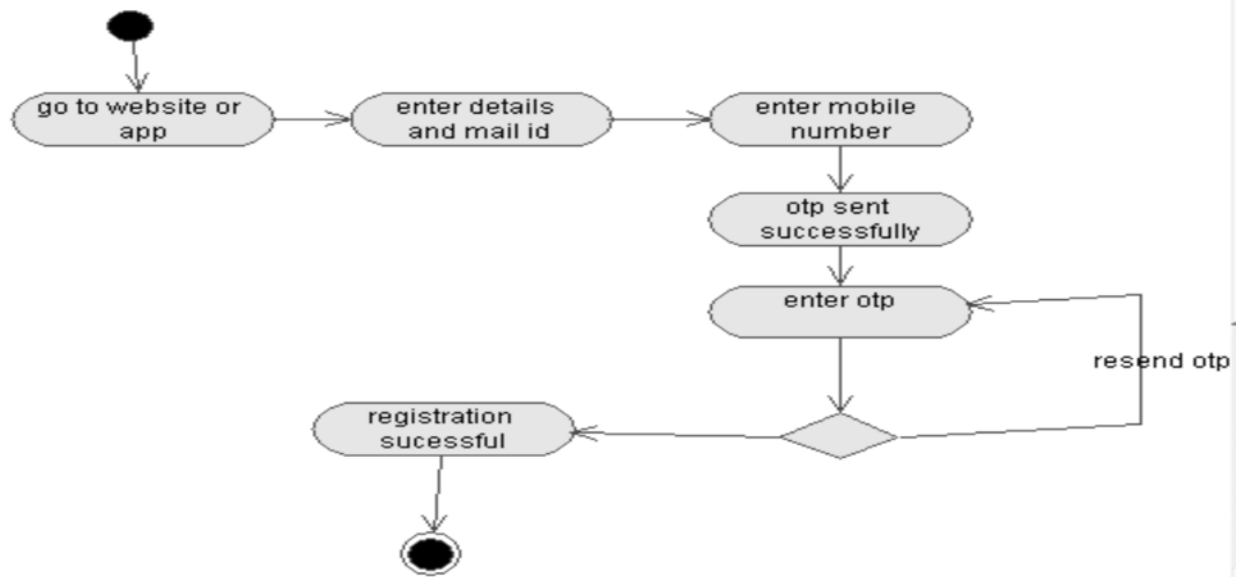 go to website or
app
enter details
and mail id
enter mobile
number
otp sent
successfully
enter otp
resend otp
registration
sucessful